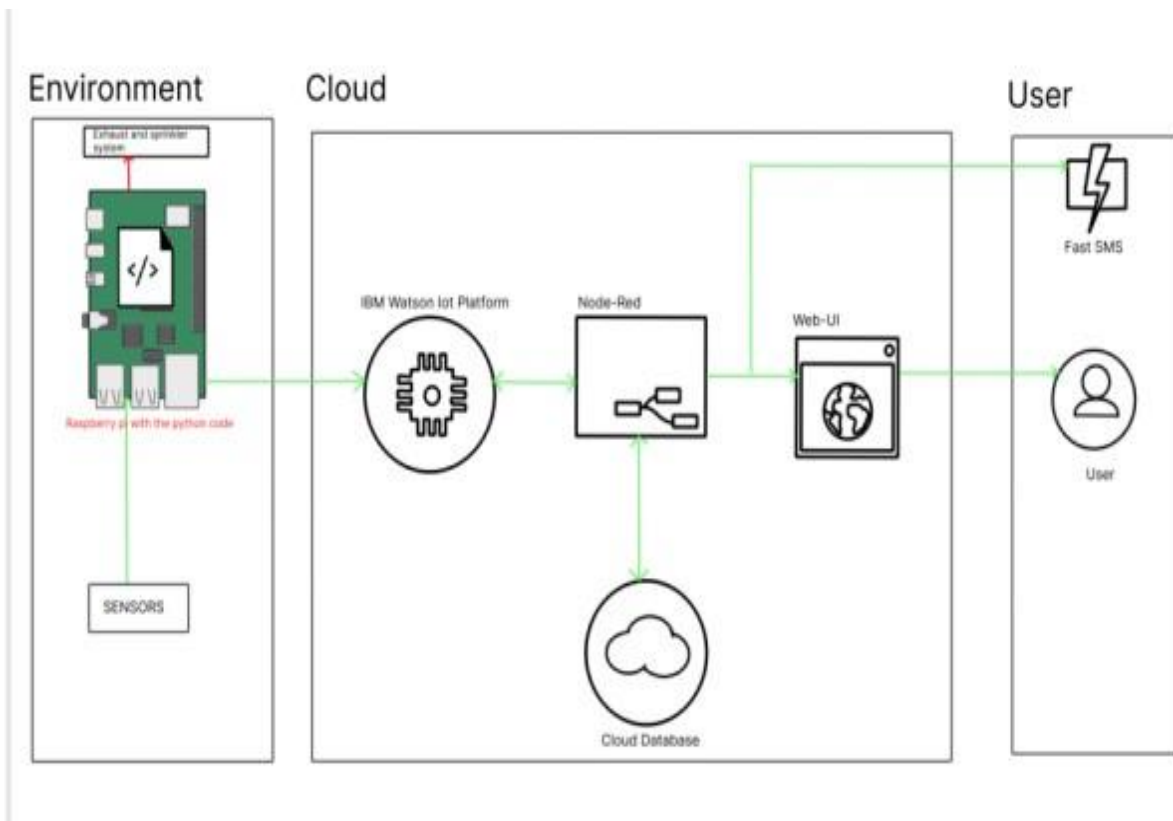 Environment
Cloud
User
Exhaust and sprinkler
system
</>
Raspberry pi with the python code
SENSORS
IBM Watson Iot Platform
Node-Red
Web-UI
Cloud Database
Fast SMS
User